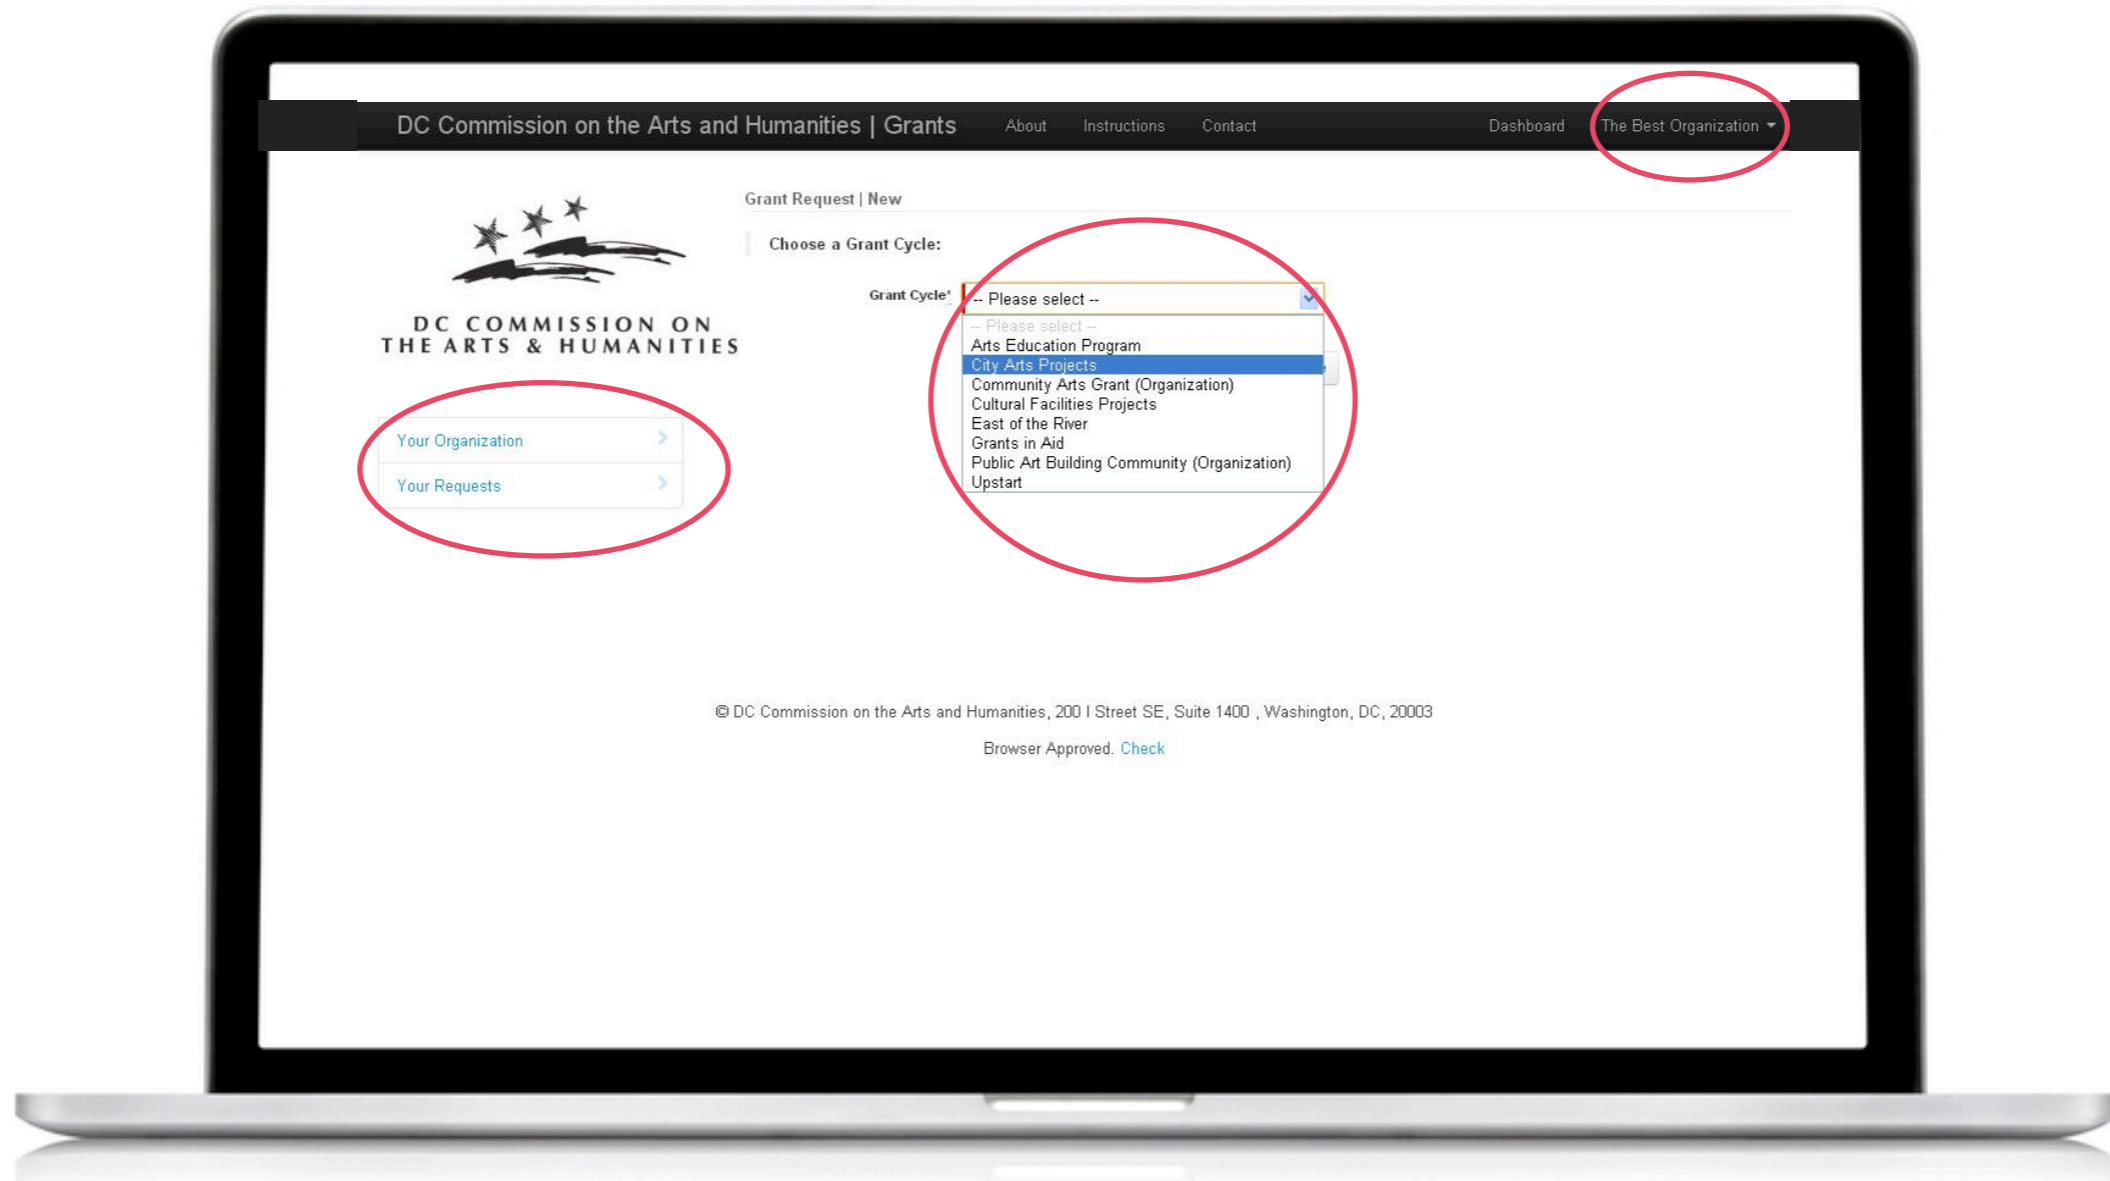 DC Commission on the Arts and Humanities | Grants About Instructions Contact Dashboard The Best Organization
Grant Request | New
Choose a Grant Cycle:
Grant Cycle* -- Please select --
-- Please select --
Arts Education Program
City Arts Projects
Community Arts Grant (Organization)
Cultural Facilities Projects
East of the River
Grants in Aid
Public Art Building Community (Organization)
Upstart
DC COMMISSION ON
THE ARTS & HUMANITIES
Your Organization
Your Requests
© DC Commission on the Arts and Humanities, 200 I Street SE, Suite 1400 , Washington, DC, 20003
Browser Approved. Check